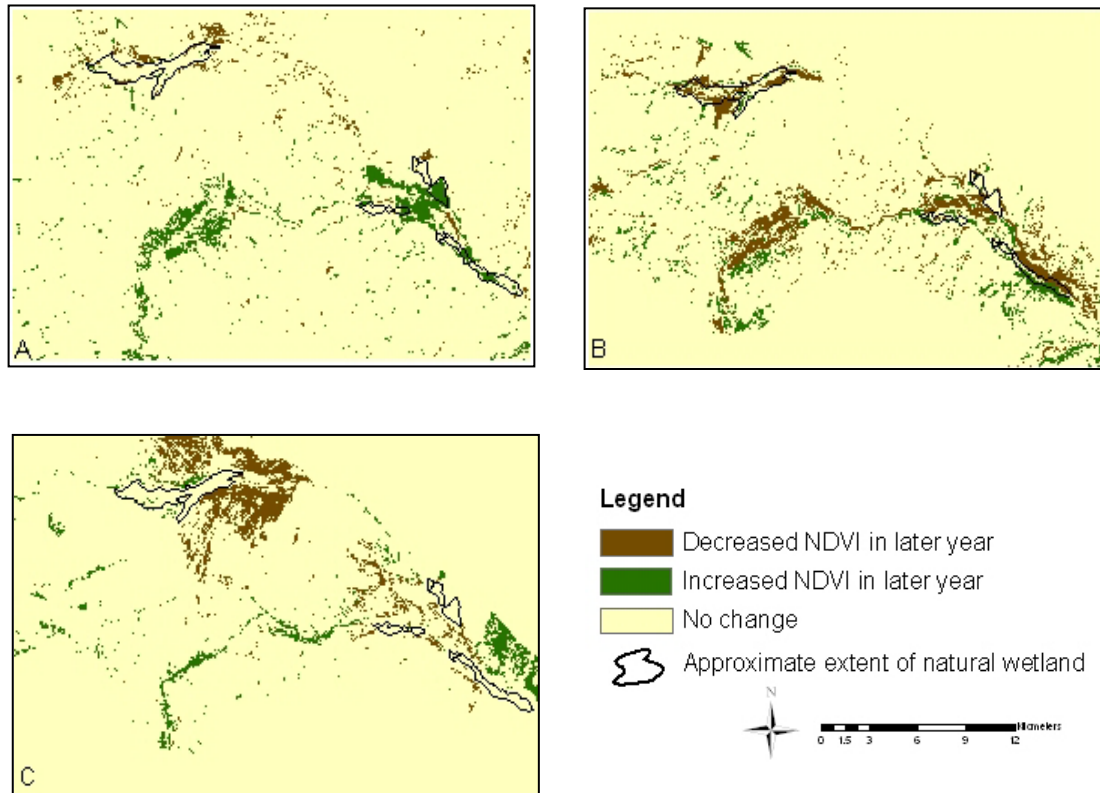 A
B
C
Legend
Decreased NDVI in later year
Increased NDVI in later year
No change
Approximate extent of natural wetland
N
Kilometers
0 1.5 3 6 9 12